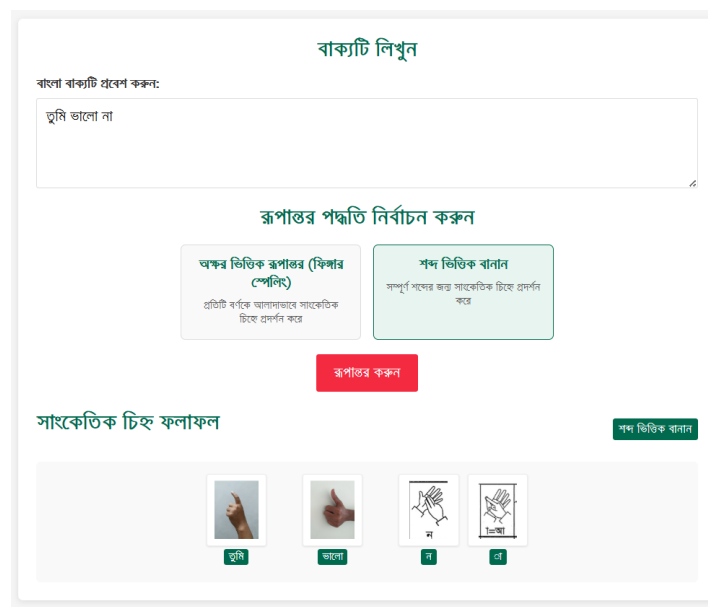 বাক্যটি লিখুন
বাংলা বাক্যটি প্রবেশ করুন:
তুমি ভালো না
রূপান্তর পদ্ধতি নির্বাচন করুন
অক্ষর ভিত্তিক রূপান্তর (ফিঙ্গার
স্পেলিং)
প্রতিটি বর্ণকে আলাদাভাবে সাংকেতিক
চিহ্নে প্রদর্শন করে
শব্দ ভিত্তিক বানান
সম্পূর্ণ শব্দের জন্য সাংকেতিক চিহ্নে প্রদর্শন
করে
রূপান্তর করুন
সাংকেতিক চিহ্ন ফলাফল
শব্দ ভিত্তিক বানান
ন
া=আ
তুমি
ভালো
ন
া